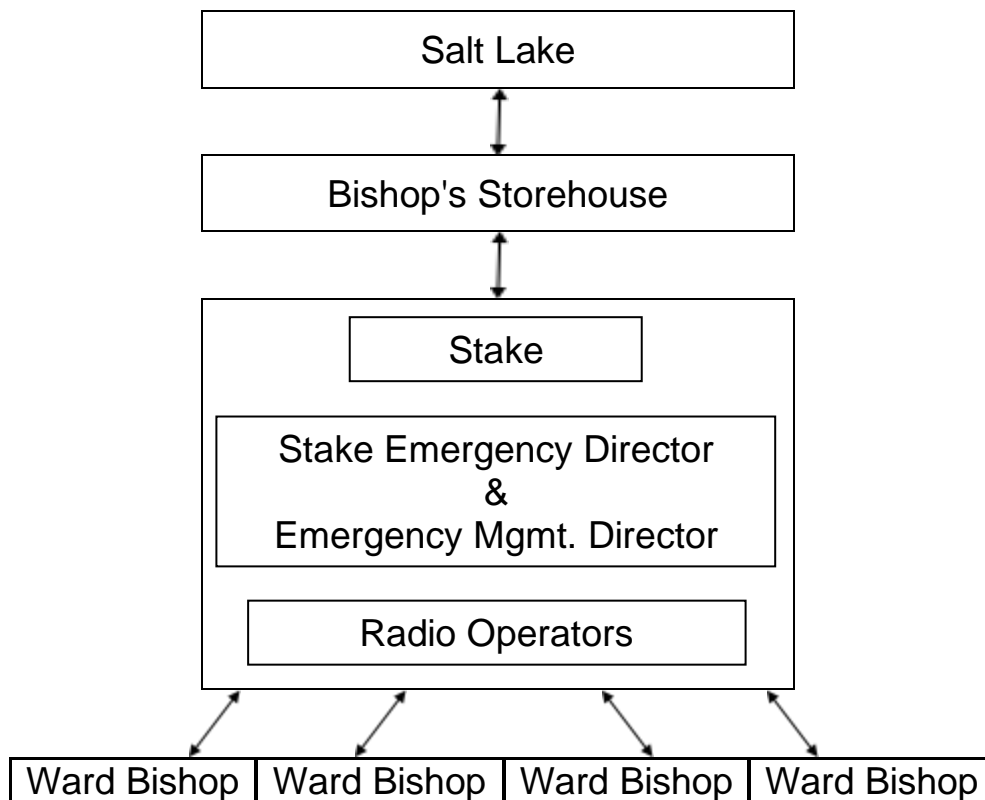 Salt Lake
Bishop's Storehouse
Stake
Stake Emergency Director
&
Emergency Mgmt. Director
Radio Operators
Ward Bishop Ward Bishop Ward Bishop Ward Bishop